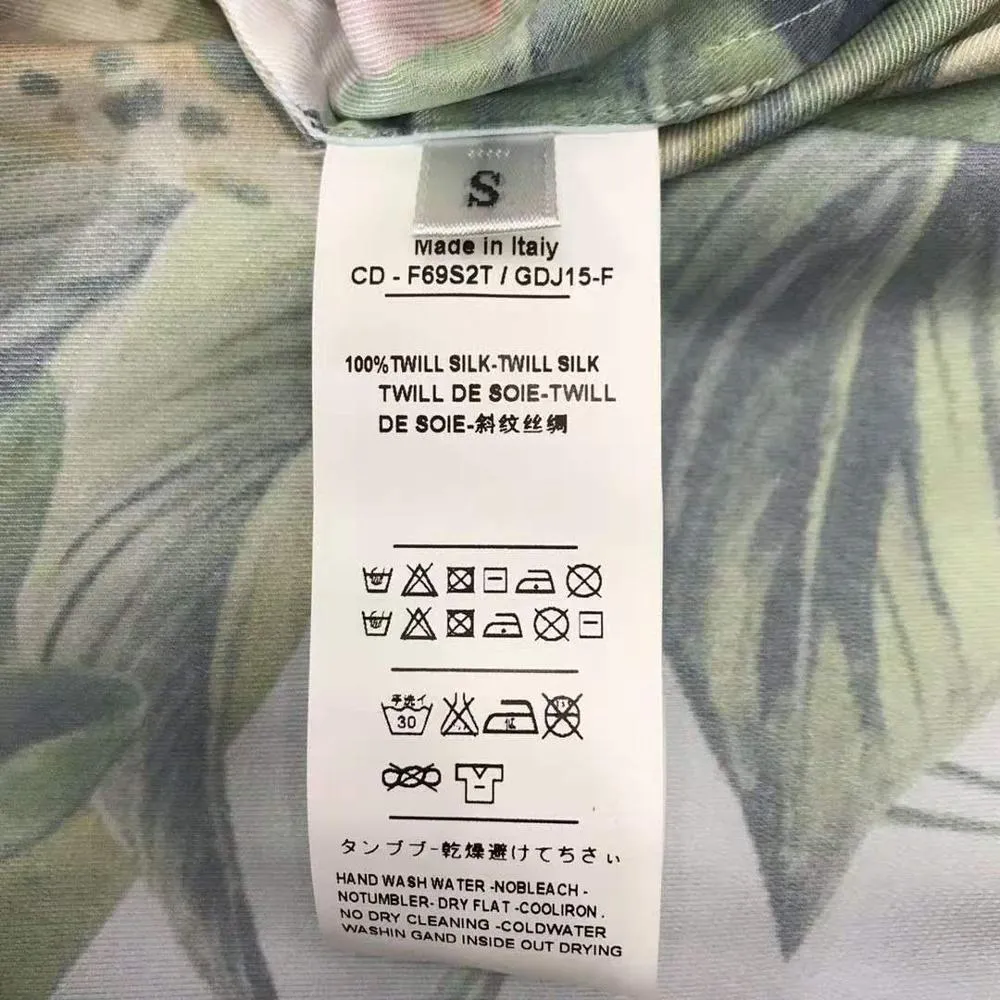 S
Made in Italy
CD - F69S2T / GDJ15-F
100%TWILL SILK-TWILL SILK
TWILL DE SOIE-TWILL
DE SOIE-斜纹丝绸
手洗イ
30
タンブブ-乾燥避けてちさぃ
HAND WASH WATER -NOBLEACH -
NOTUMBLER- DRY FLAT -COOLIRON .
NO DRY CLEANING -COLDWATER
WASHIN GAND INSIDE OUT DRYING